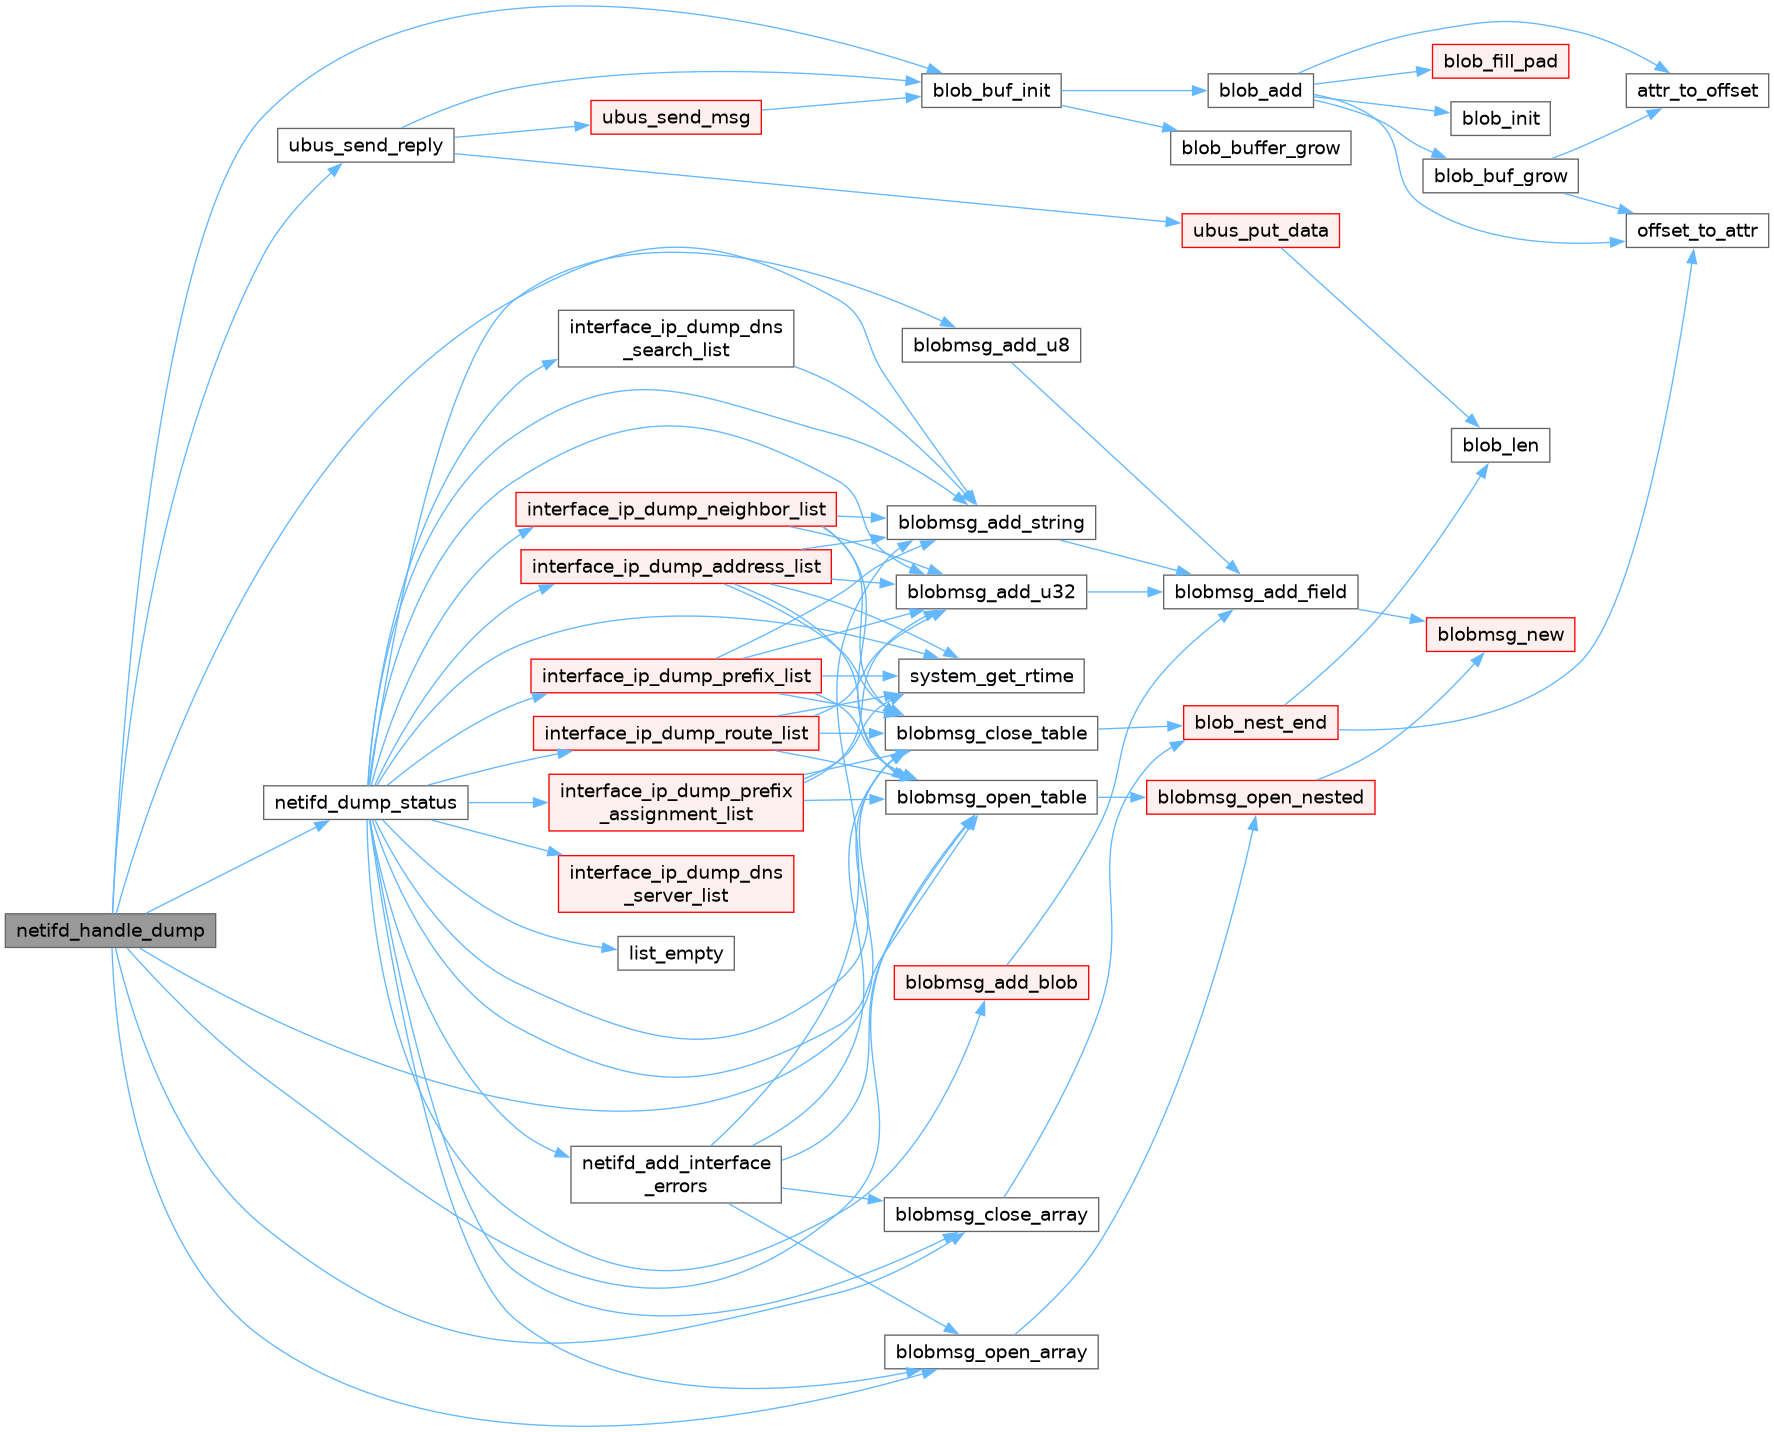 blob_fill_pad
blob_buf_init
blob_add
attr_to_offset
ubus_send_msg
blob_init
ubus_send_reply
blob_buffer_grow
blob_buf_grow
ubus_put_data
offset_to_attr
interface_ip_dump_dns
_search_list
blobmsg_add_u8
blob_len
interface_ip_dump_neighbor_list
blobmsg_add_string
interface_ip_dump_address_list
blobmsg_add_u32
blobmsg_add_field
blobmsg_new
interface_ip_dump_prefix_list
system_get_rtime
interface_ip_dump_route_list
blobmsg_close_table
blob_nest_end
netifd_dump_status
interface_ip_dump_prefix
_assignment_list
blobmsg_open_table
blobmsg_open_nested
interface_ip_dump_dns
_server_list
netifd_handle_dump
list_empty
blobmsg_add_blob
netifd_add_interface
_errors
blobmsg_close_array
blobmsg_open_array